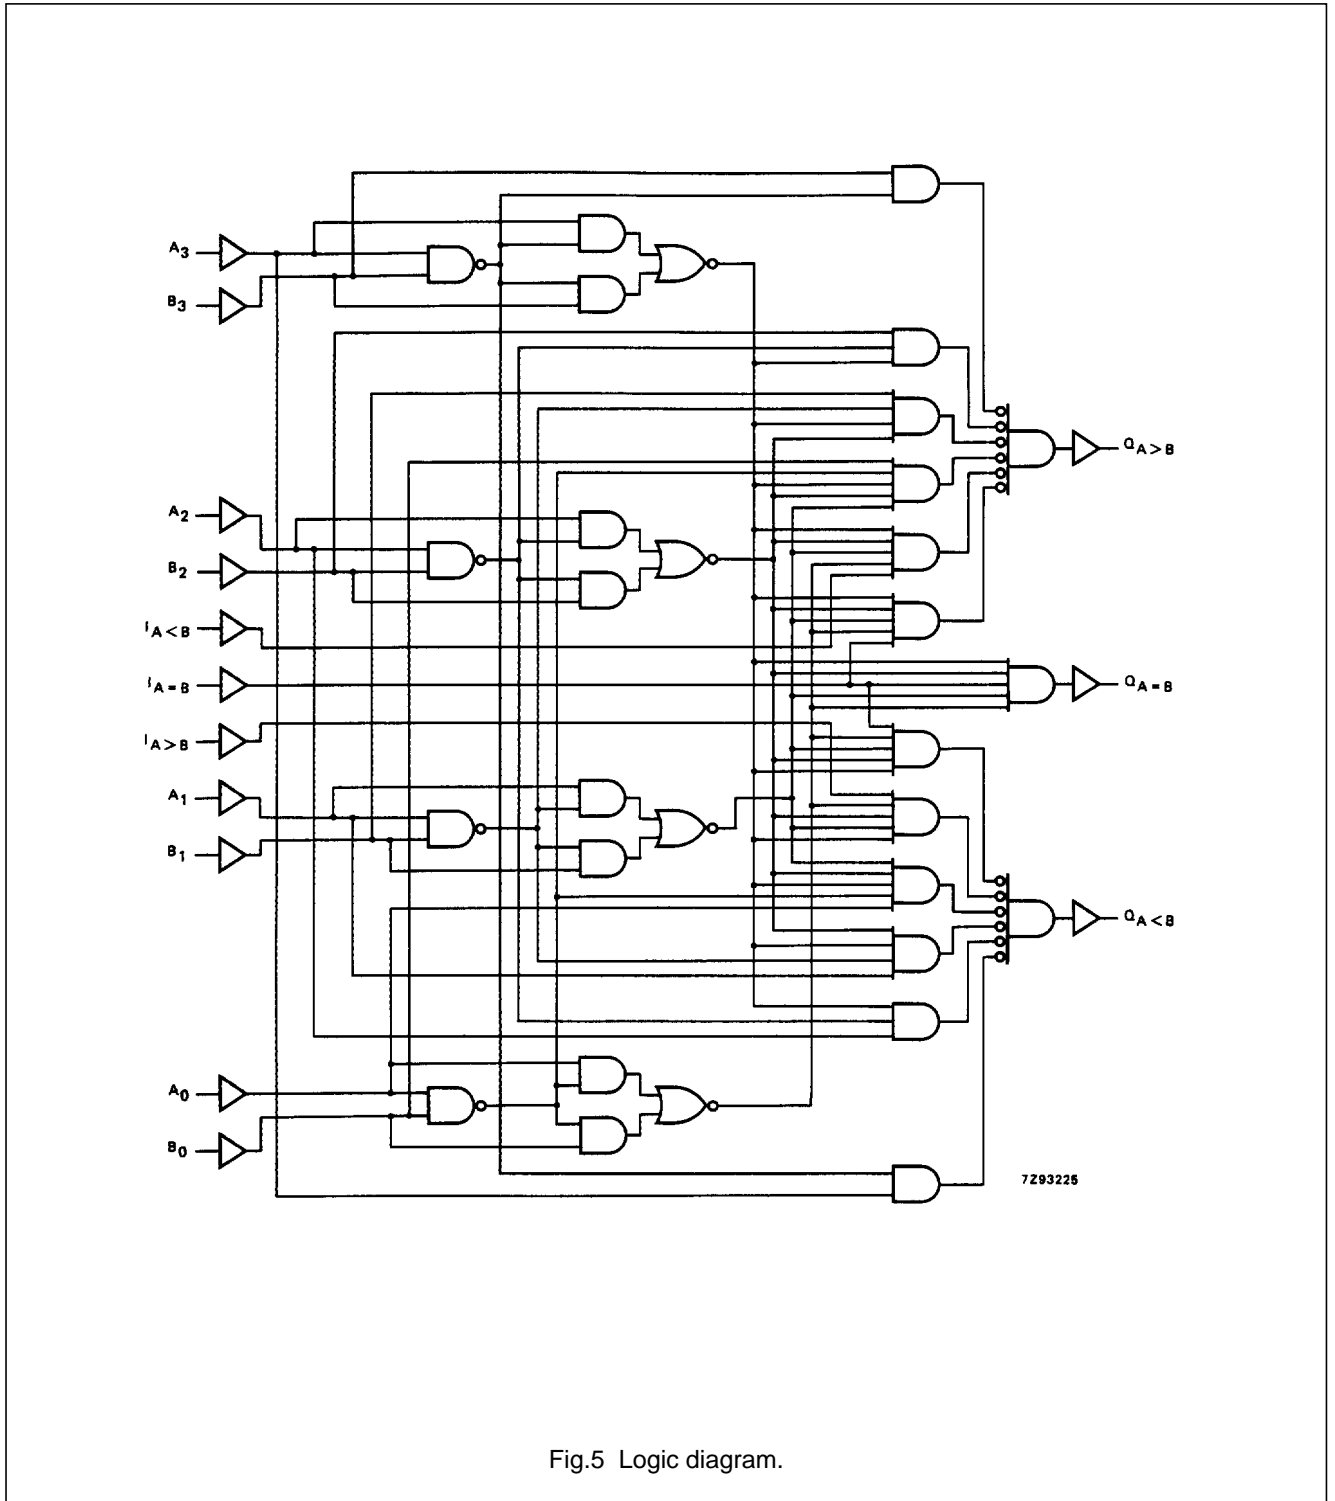 A3
B3
QA>B
A2
B2
IA<B
IA=B
QA=B
IA>B
A1
B1
QA<B
A0
B0
7Z93225
Fig.5 Logic diagram.